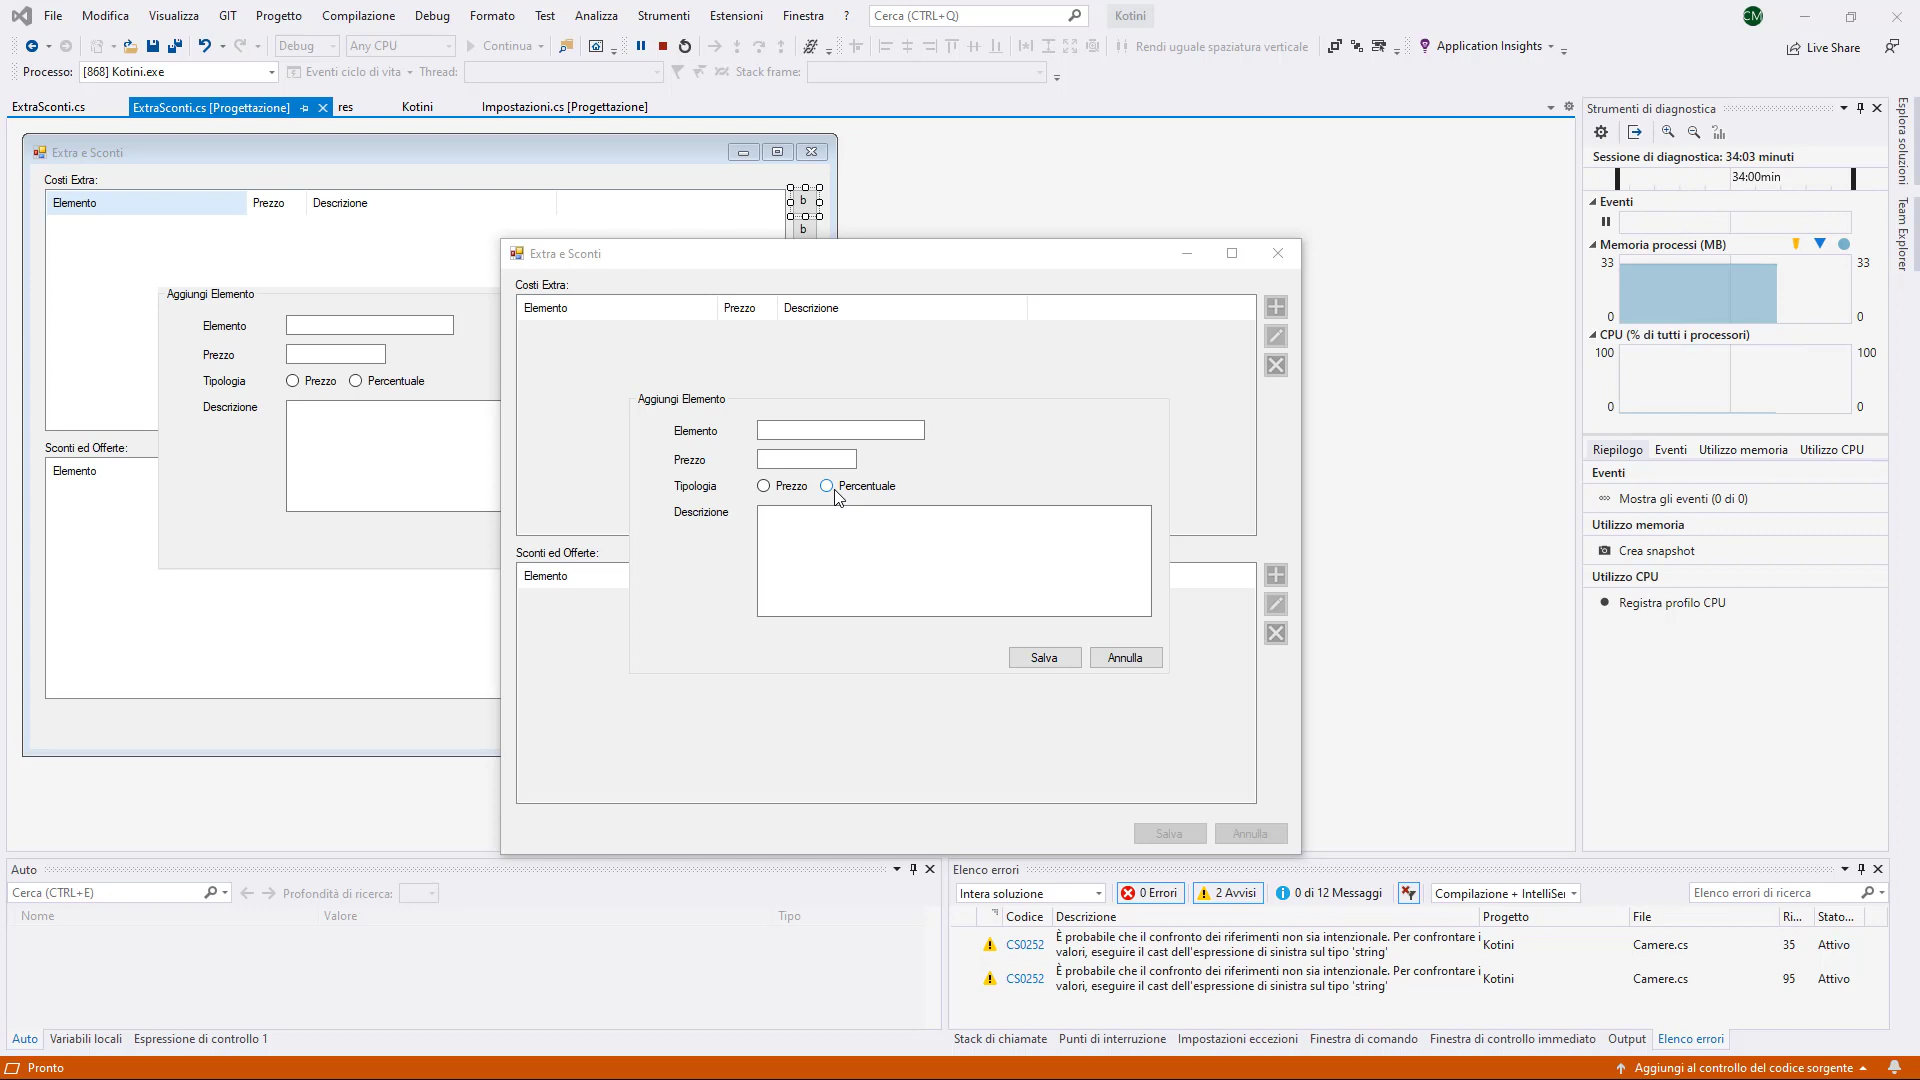 File Modifica Visualizza GIT Progetto Compilazione Debug Formato Test Analizza Strumenti Estensioni Finestra ? Cerca (CTRL+Q) Kotini CM
Debug Any CPU Continua Rendi uguale spaziatura verticale Application Insights Live Share
Processo: [868] Kotini.exe Eventi ciclo di vita Thread: Stack frame:
ExtraSconti.cs ExtraSconti.cs [Progettazione] res Kotini Impostazioni.cs [Progettazione]
Extra e Sconti
Costi Extra:
Elemento Prezzo Descrizione
b
b
Aggiungi Elemento
Elemento
Prezzo
Tipologia Prezzo Percentuale
Descrizione
Sconti ed Offerte:
Elemento
Extra e Sconti
Costi Extra:
Elemento Prezzo Descrizione
Aggiungi Elemento
Elemento
Prezzo
Tipologia Prezzo Percentuale
Descrizione
Sconti ed Offerte:
Elemento
Salva Annulla
Salva Annulla
Strumenti di diagnostica
Sessione di diagnostica: 34:03 minuti
34:00min
Eventi
Memoria processi (MB)
33 33
0 0
CPU (% di tutti i processori)
100 100
0 0
Riepilogo Eventi Utilizzo memoria Utilizzo CPU
Eventi
Mostra gli eventi (0 di 0)
Utilizzo memoria
Crea snapshot
Utilizzo CPU
Registra profilo CPU
Esplora soluzioni
Team Explorer
Auto
Cerca (CTRL+E) Profondità di ricerca:
Nome Valore Tipo
Auto Variabili locali Espressione di controllo 1
Elenco errori
Intera soluzione 0 Errori 2 Avvisi 0 di 12 Messaggi Compilazione + IntelliSer Elenco errori di ricerca
Codice Descrizione Progetto File Ri... Stato...
CS0252 È probabile che il confronto dei riferimenti non sia intenzionale. Per confrontare i valori, eseguire il cast dell'espressione di sinistra sul tipo 'string' Kotini Camere.cs 35 Attivo
CS0252 È probabile che il confronto dei riferimenti non sia intenzionale. Per confrontare i valori, eseguire il cast dell'espressione di sinistra sul tipo 'string' Kotini Camere.cs 95 Attivo
Stack di chiamate Punti di interruzione Impostazioni eccezioni Finestra di comando Finestra di controllo immediato Output Elenco errori
Pronto Aggiungi al controllo del codice sorgente